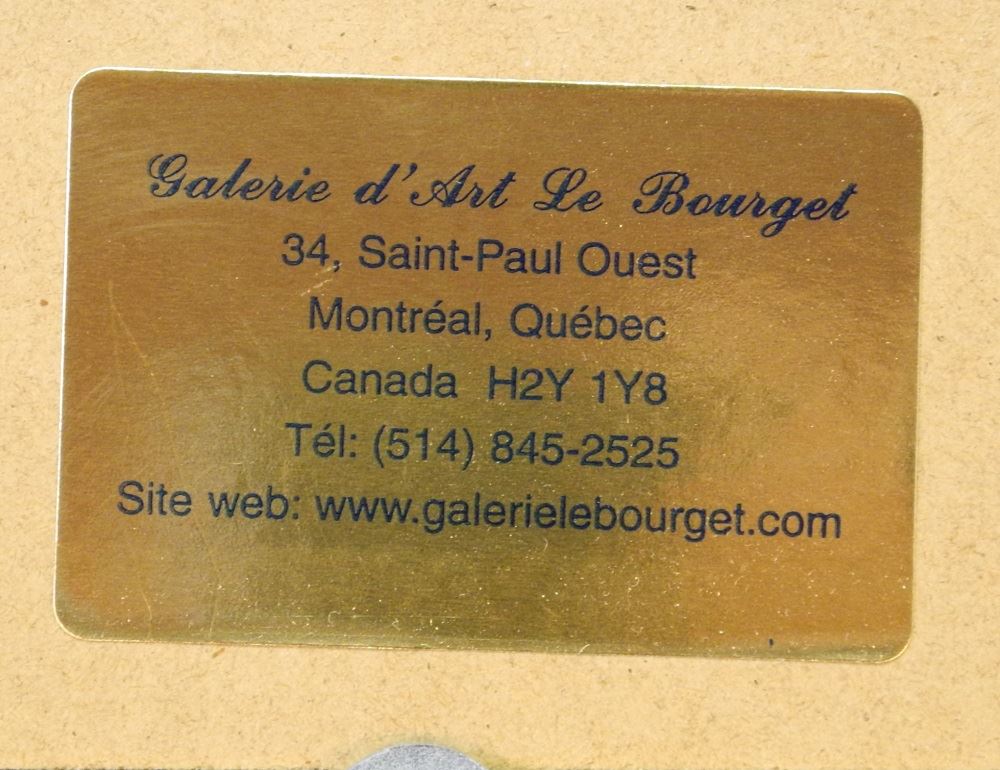 Galerie d'Art Le Bourget
34, Saint-Paul Ouest
Montréal, Québec
Canada H2Y 1Y8
Tél: (514) 845-2525
Site web: www.galerielebourget.com